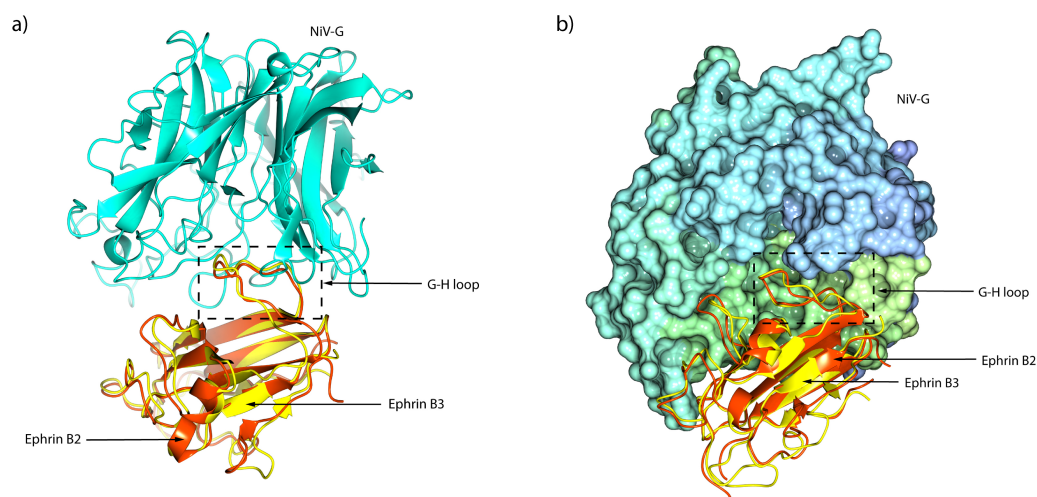 a)
NiV-G
G-H loop
Ephrin B3
Ephrin B2
b)
NiV-G
G-H loop
Ephrin B2
Ephrin B3